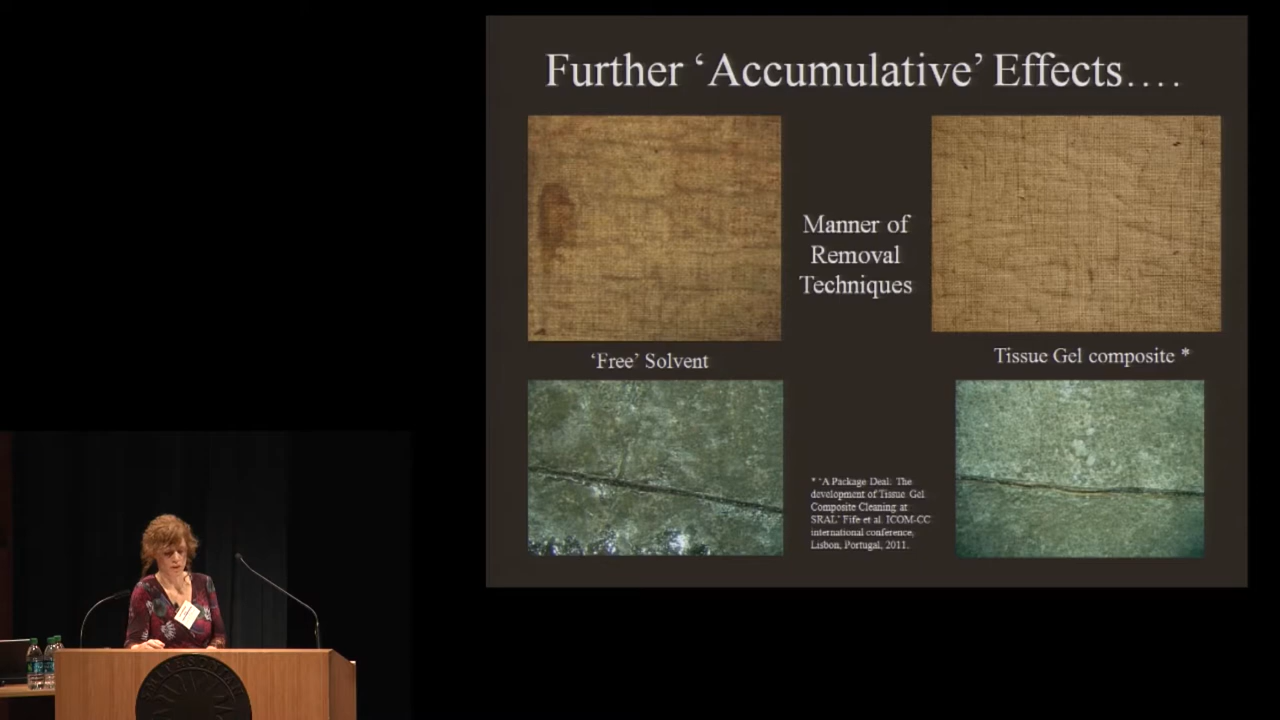 Further ‘Accumulative’ Effects….
Manner of
Removal
Techniques
‘Free’ Solvent
Tissue Gel composite *
* ‘A Package Deal: The
development of Tissue Gel
Composite Cleaning at
SRAL’ Fife et al. ICOM-CC
international conference,
Lisbon, Portugal, 2011.
SMITHSONIAN